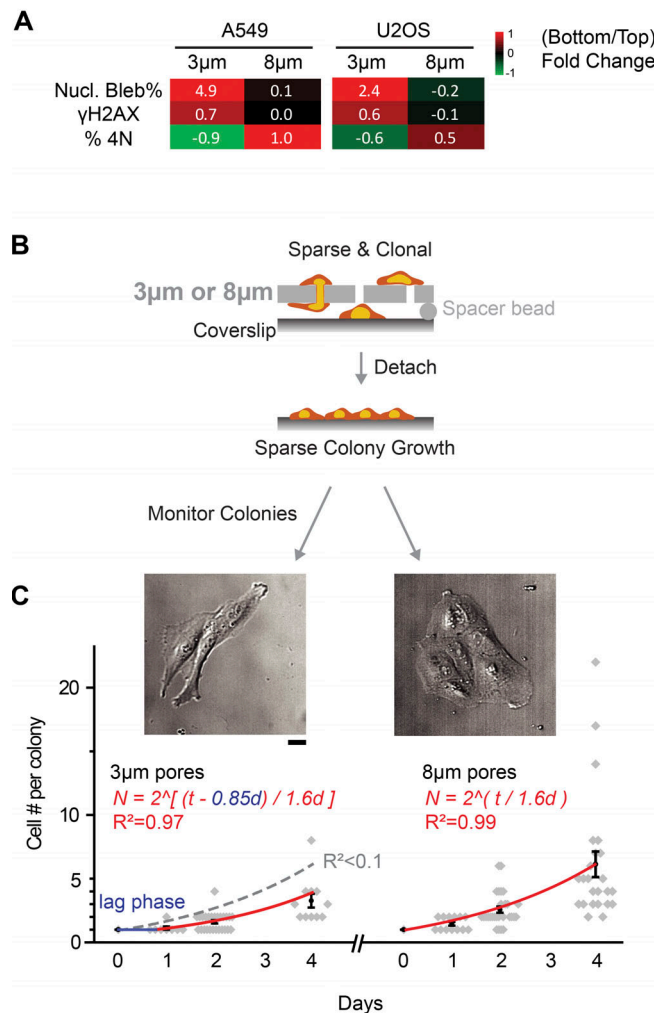 A
A549
U2OS
3µm
8µm
3µm
8µm
1
0
-1
(Bottom/Top)
Fold Change
Nucl. Bleb%
4.9
0.1
2.4
-0.2
γH2AX
0.7
0.0
0.6
-0.1
% 4N
-0.9
1.0
-0.6
0.5
B
Sparse & Clonal
3µm or 8µm
Spacer bead
Coverslip
Detach
Sparse Colony Growth
Monitor Colonies
C
Cell # per colony
20
10
5
0
3µm pores
N = 2^[ (t - 0.85d) / 1.6d ]
R²=0.97
R²<0.1
lag phase
8µm pores
N = 2^( t / 1.6d )
R²=0.99
0
1
2
3
4
0
1
2
3
4
Days